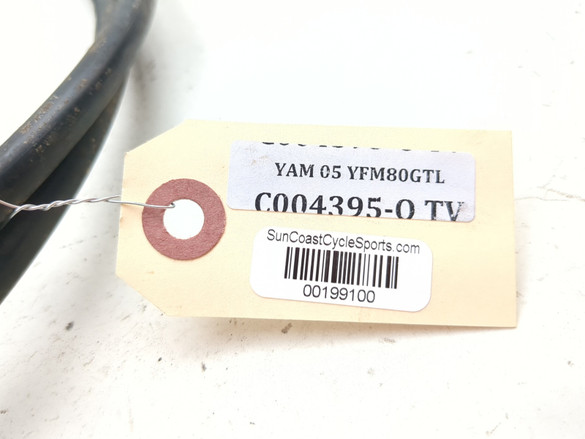 YAM 05 YFM80GTL
C004395-O TV
SunCoastCycleSports.com
00199100